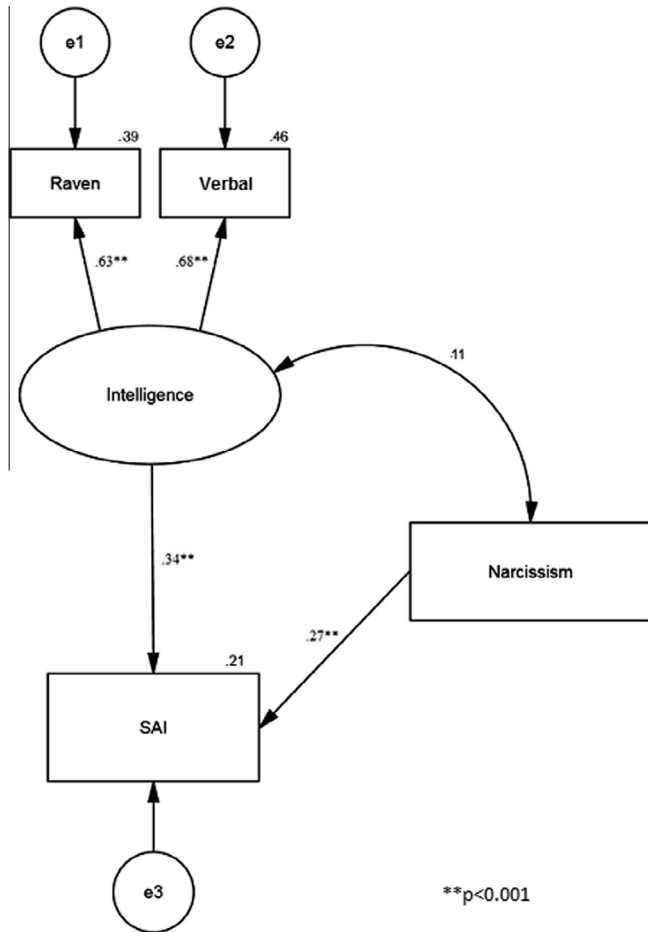 e1
e2
.39
.46
Raven
Verbal
.63**
.68**
.11
Intelligence
.34**
Narcissism
.27**
.21
SAI
e3
**p<0.001